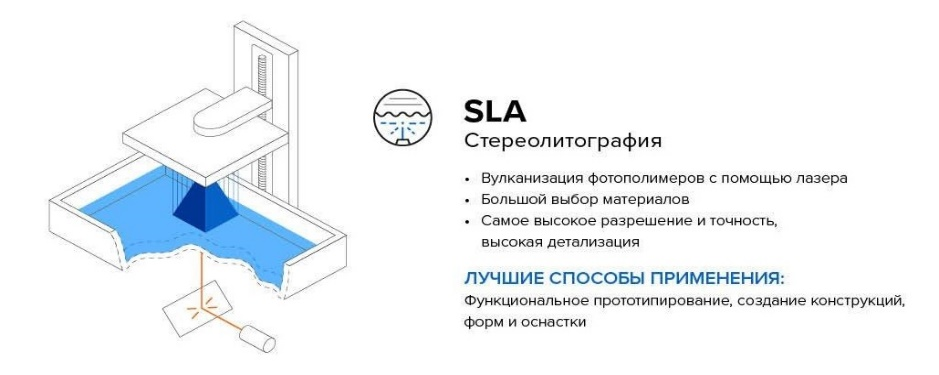 SLA
Стереолитография
• Вулканизация фотополимеров с помощью лазера
• Большой выбор материалов
• Самое высокое разрешение и точность,
высокая детализация
ЛУЧШИЕ СПОСОБЫ ПРИМЕНЕНИЯ:
Функциональное прототипирование, создание конструкций,
форм и оснастки